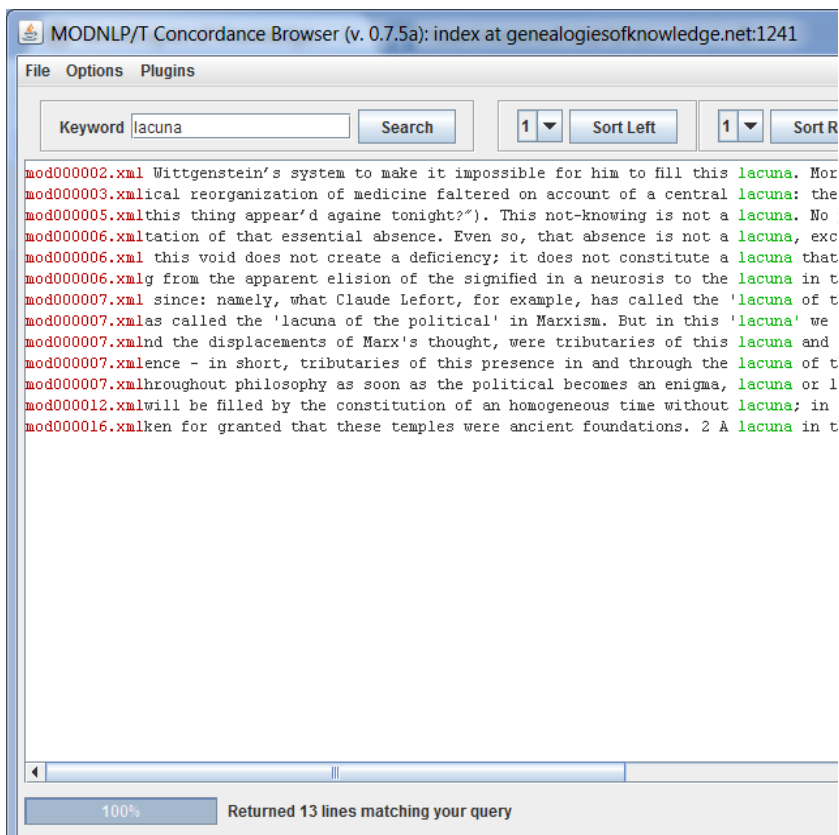 MODNLP/T Concordance Browser (v. 0.7.5a): index at genealogiesofknowledge.net:1241
File Options Plugins
Keyword lacuna Search 1 Sort Left 1 Sort R
mod000002.xml Wittgenstein's system to make it impossible for him to fill this lacuna. Mor
mod000003.xmlical reorganization of medicine faltered on account of a central lacuna: the
mod000005.xmlthis thing appear'd againe tonight?"). This not-knowing is not a lacuna. No
mod000006.xmltation of that essential absence. Even so, that absence is not a lacuna, exc
mod000006.xml this void does not create a deficiency; it does not constitute a lacuna that
mod000006.xmlg from the apparent elision of the signified in a neurosis to the lacuna in t
mod000007.xml since: namely, what Claude Lefort, for example, has called the 'lacuna of t
mod000007.xmlas called the 'lacuna of the political' in Marxism. But in this 'lacuna' we
mod000007.xmlnd the displacements of Marx's thought, were tributaries of this lacuna and
mod000007.xmlence - in short, tributaries of this presence in and through the lacuna of t
mod000007.xmlhroughout philosophy as soon as the political becomes an enigma, lacuna or l
mod000012.xmlwill be filled by the constitution of an homogeneous time without lacuna; in
mod000016.xmlken for granted that these temples were ancient foundations. 2 A lacuna in t
100% Returned 13 lines matching your query